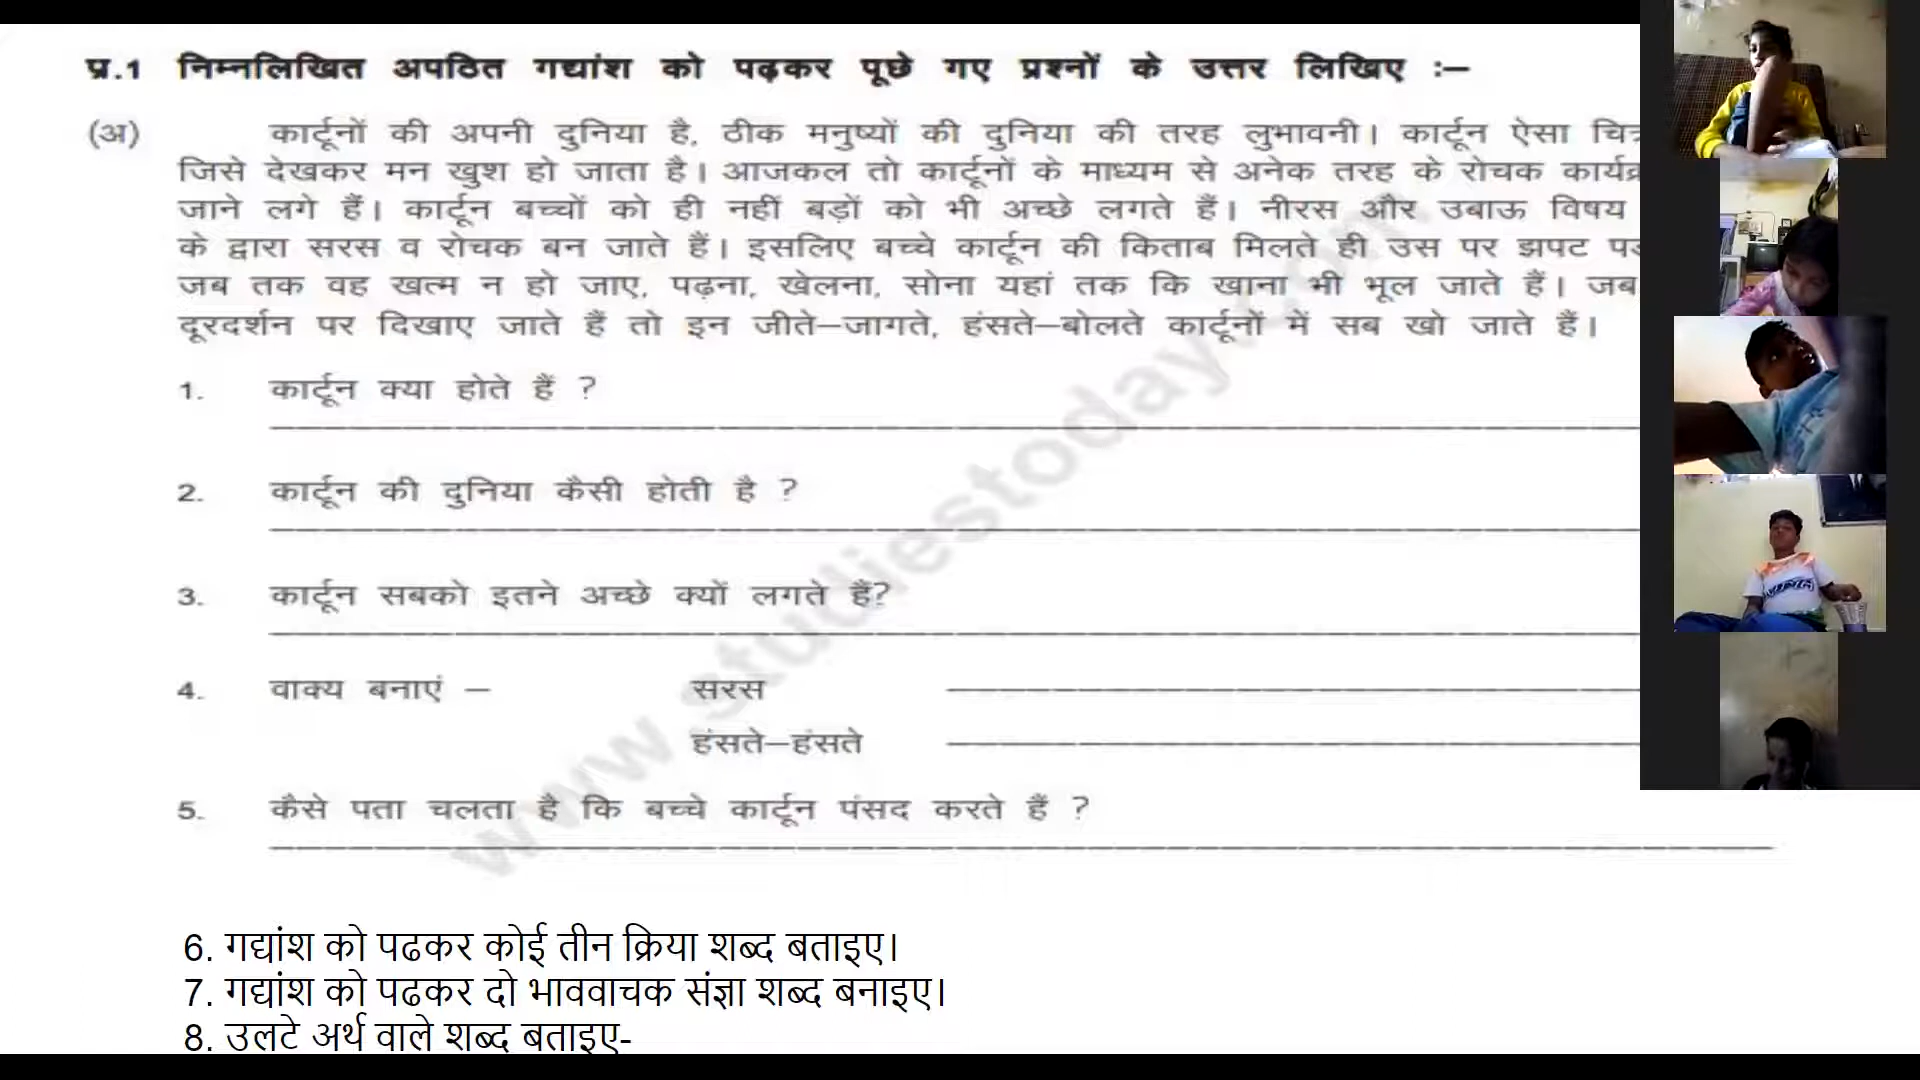 प्र.1 निम्नलिखित अपठित गद्यांश को पढ़कर पूछे गए प्रश्नों के उत्तर लिखिए :–
(अ) कार्टूनों की अपनी दुनिया है, ठीक मनुष्यों की दुनिया की तरह लुभावनी। कार्टून ऐसा
जिसे देखकर मन खुश हो जाता है। आजकल तो कार्टूनों के माध्यम से अनेक तरह के रोचक
जाने लगे हैं। कार्टून बच्चों को ही नहीं बड़ों को भी अच्छे लगते हैं। नीरस और उबाऊ विषय
के द्वारा सरस व रोचक बन जाते हैं। इसलिए बच्चे कार्टून की किताब मिलते ही उस पर झपट
जब तक वह खत्म न हो जाए, पढ़ना, खेलना, सोना यहां तक कि खाना भी भूल जाते हैं। जब
दूरदर्शन पर दिखाए जाते हैं तो इन जीते–जागते, हंसते–बोलते कार्टूनों में सब खो जाते हैं।
1. कार्टून क्या होते हैं ?
2. कार्टून की दुनिया कैसी होती है ?
3. कार्टून सबको इतने अच्छे क्यों लगते हैं?
4. वाक्य बनाएं – सरस
हंसते–हंसते
5. कैसे पता चलता है कि बच्चे कार्टून पंसद करते हैं ?
6. गद्यांश को पढकर कोई तीन क्रिया शब्द बताइए।
7. गद्यांश को पढकर दो भाववाचक संज्ञा शब्द बनाइए।
8. उलटे अर्थ वाले शब्द बताइए-
www.studiestoday.com